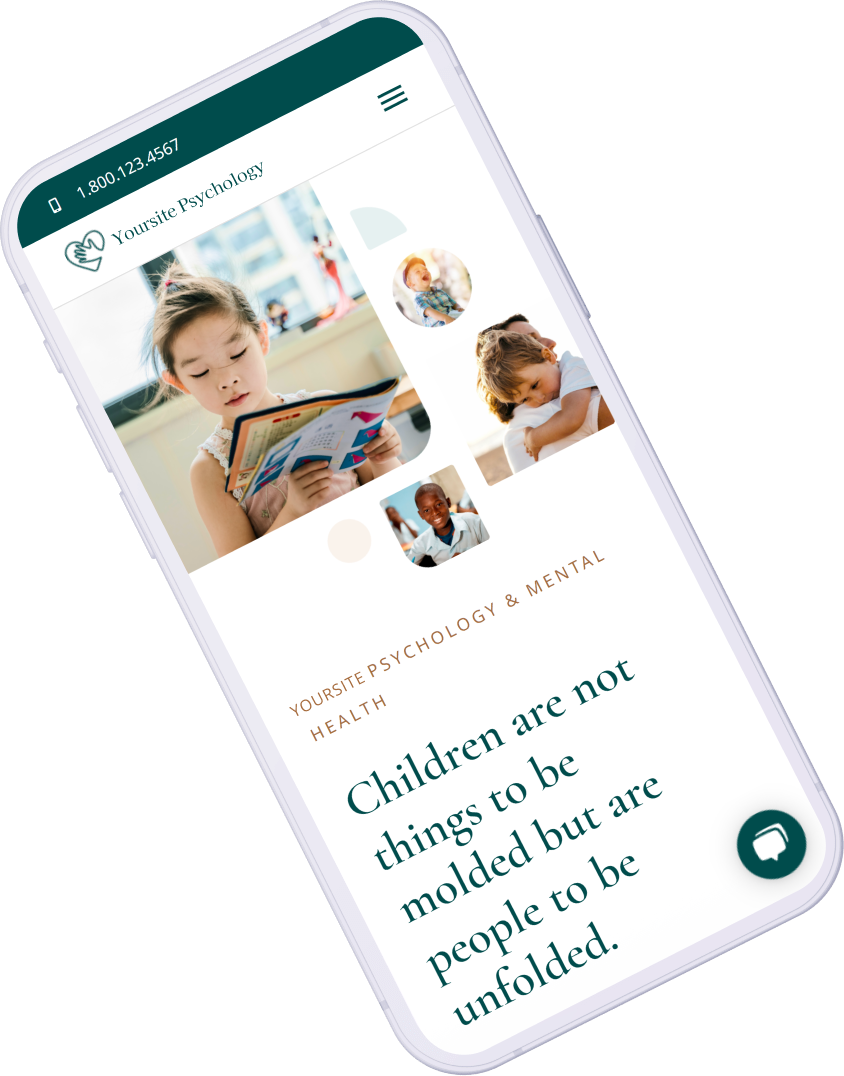 1.800.123.4567
Yoursite Psychology
YOURSITE PSYCHOLOGY & MENTAL
HEALTH
Children are not
things to be
molded but are
people to be
unfolded.